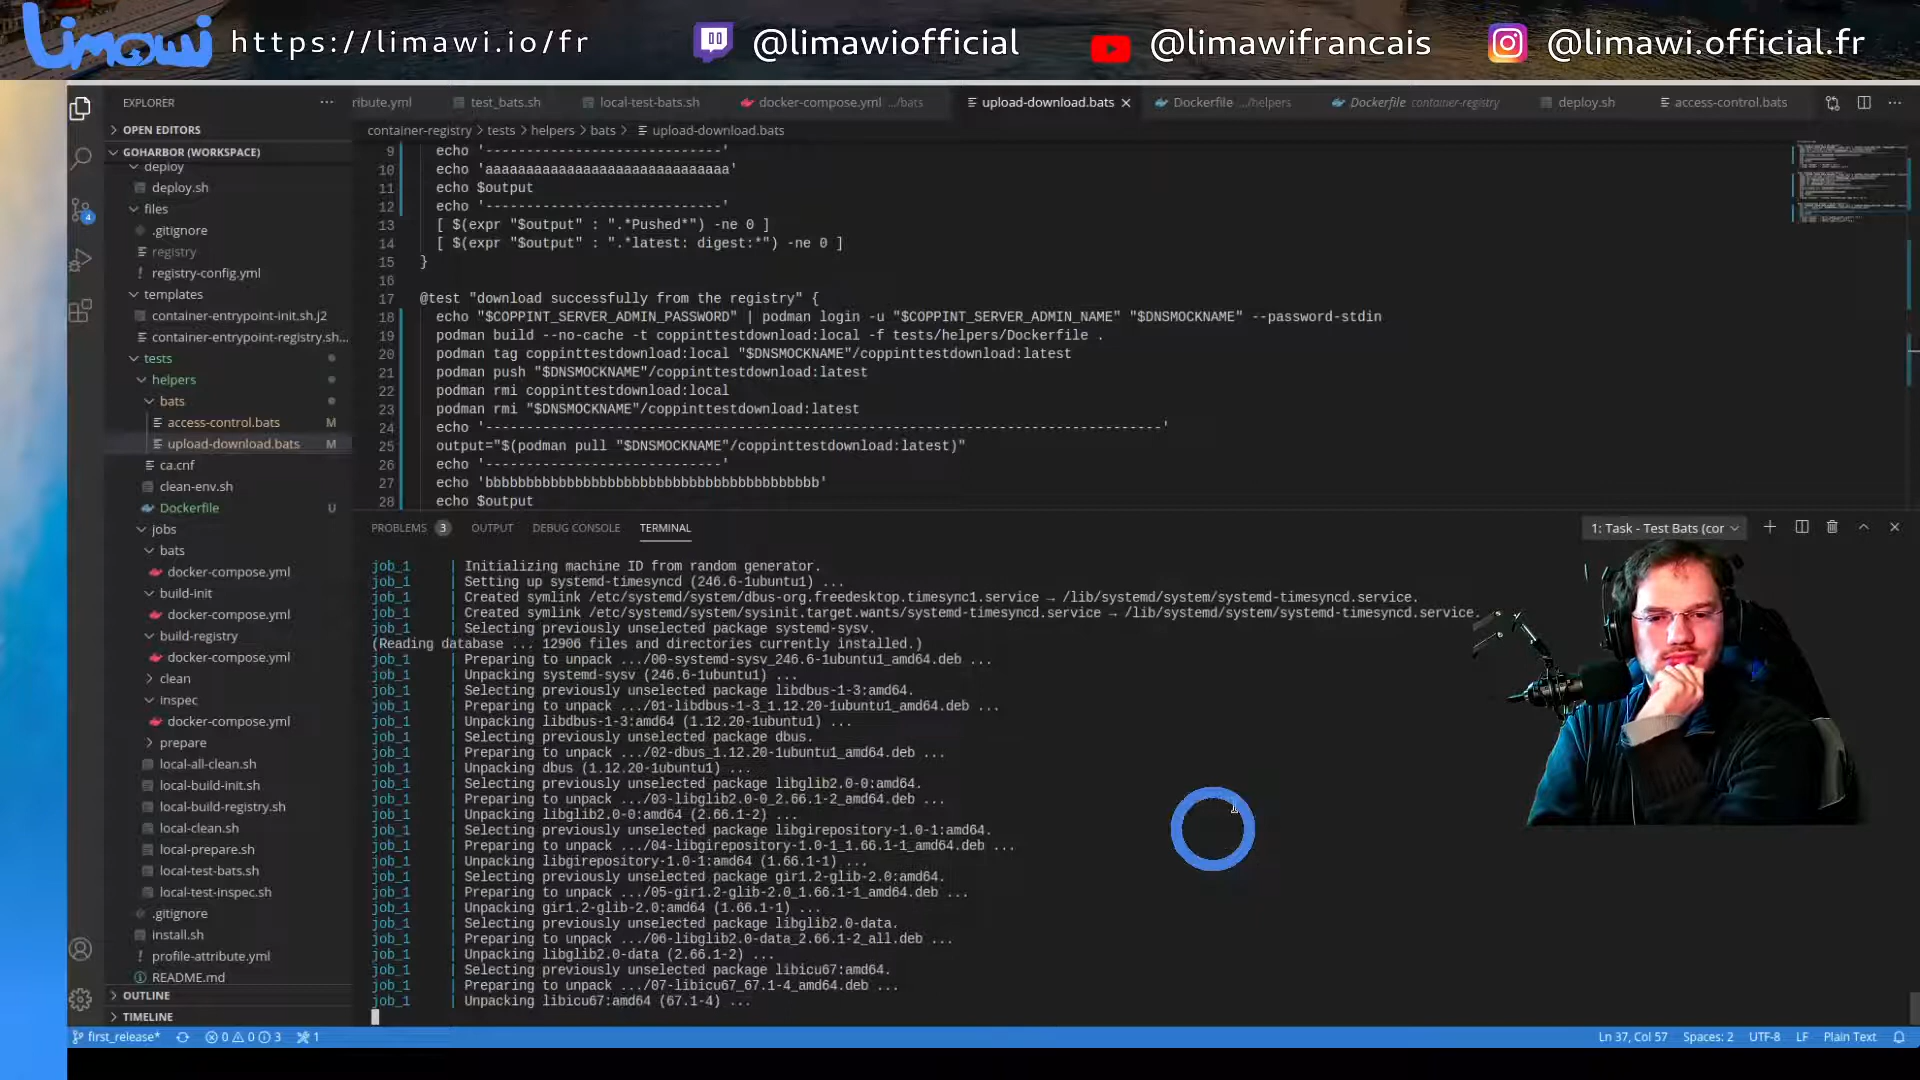 Limawi https://limawi.io/fr @limawiofficial @limawifrancais @limawi.official.fr
EXPLORER ···
ribute.yml test_bats.sh local-test-bats.sh docker-compose.yml .../bats upload-download.bats × Dockerfile .../helpers Dockerfile container-registry deploy.sh access-control.bats ···
container-registry > tests > helpers > bats > upload-download.bats
OPEN EDITORS
GOHARBOR (WORKSPACE)
deploy
deploy.sh
files
.gitignore
registry
registry-config.yml
templates
container-entrypoint-init.sh.j2
container-entrypoint-registry.sh...
tests
helpers
bats
access-control.bats M
upload-download.bats M
ca.cnf
clean-env.sh
Dockerfile U
jobs
bats
docker-compose.yml
build-init
docker-compose.yml
build-registry
docker-compose.yml
clean
inspec
docker-compose.yml
prepare
local-all-clean.sh
local-build-init.sh
local-build-registry.sh
local-clean.sh
local-prepare.sh
local-test-bats.sh
local-test-inspec.sh
.gitignore
install.sh
profile-attribute.yml
README.md
OUTLINE
TIMELINE
9 echo '-----------------------------'
10 echo 'aaaaaaaaaaaaaaaaaaaaaaaaaaaaaa'
11 echo $output
12 echo '-----------------------------'
13 [ $(expr "$output" : ".*Pushed*") -ne 0 ]
14 [ $(expr "$output" : ".*latest: digest:*") -ne 0 ]
15 }
16
17 @test "download successfully from the registry" {
18 echo "$COPPINT_SERVER_ADMIN_PASSWORD" | podman login -u "$COPPINT_SERVER_ADMIN_NAME" "$DNSMOCKNAME" --password-stdin
19 podman build --no-cache -t coppinttestdownload:local -f tests/helpers/Dockerfile .
20 podman tag coppinttestdownload:local "$DNSMOCKNAME"/coppinttestdownload:latest
21 podman push "$DNSMOCKNAME"/coppinttestdownload:latest
22 podman rmi coppinttestdownload:local
23 podman rmi "$DNSMOCKNAME"/coppinttestdownload:latest
24 echo '-----------------------------------------------------------------------------------'
25 output="$(podman pull "$DNSMOCKNAME"/coppinttestdownload:latest)"
26 echo '-----------------------------'
27 echo 'bbbbbbbbbbbbbbbbbbbbbbbbbbbbbbbbbbbbbbbbb'
28 echo $output
PROBLEMS 3 OUTPUT DEBUG CONSOLE TERMINAL 1: Task - Test Bats (cor
job_1 | Initializing machine ID from random generator.
job_1 | Setting up systemd-timesyncd (246.6-1ubuntu1) ...
job_1 | Created symlink /etc/systemd/system/dbus-org.freedesktop.timesync1.service → /lib/systemd/system/systemd-timesyncd.service.
job_1 | Created symlink /etc/systemd/system/sysinit.target.wants/systemd-timesyncd.service → /lib/systemd/system/systemd-timesyncd.service.
job_1 | Selecting previously unselected package systemd-sysv.
(Reading database ... 12906 files and directories currently installed.)
job_1 | Preparing to unpack .../00-systemd-sysv_246.6-1ubuntu1_amd64.deb ...
job_1 | Unpacking systemd-sysv (246.6-1ubuntu1) ...
job_1 | Selecting previously unselected package libdbus-1-3:amd64.
job_1 | Preparing to unpack .../01-libdbus-1-3_1.12.20-1ubuntu1_amd64.deb ...
job_1 | Unpacking libdbus-1-3:amd64 (1.12.20-1ubuntu1) ...
job_1 | Selecting previously unselected package dbus.
job_1 | Preparing to unpack .../02-dbus_1.12.20-1ubuntu1_amd64.deb ...
job_1 | Unpacking dbus (1.12.20-1ubuntu1) ...
job_1 | Selecting previously unselected package libglib2.0-0:amd64.
job_1 | Preparing to unpack .../03-libglib2.0-0_2.66.1-2_amd64.deb ...
job_1 | Unpacking libglib2.0-0:amd64 (2.66.1-2) ...
job_1 | Selecting previously unselected package libgirepository-1.0-1:amd64.
job_1 | Preparing to unpack .../04-libgirepository-1.0-1_1.66.1-1_amd64.deb ...
job_1 | Unpacking libgirepository-1.0-1:amd64 (1.66.1-1) ...
job_1 | Selecting previously unselected package gir1.2-glib-2.0:amd64.
job_1 | Preparing to unpack .../05-gir1.2-glib-2.0_1.66.1-1_amd64.deb ...
job_1 | Unpacking gir1.2-glib-2.0:amd64 (1.66.1-1) ...
job_1 | Selecting previously unselected package libglib2.0-data.
job_1 | Preparing to unpack .../06-libglib2.0-data_2.66.1-2_all.deb ...
job_1 | Unpacking libglib2.0-data (2.66.1-2) ...
job_1 | Selecting previously unselected package libicu67:amd64.
job_1 | Preparing to unpack .../07-libicu67_67.1-4_amd64.deb ...
job_1 | Unpacking libicu67:amd64 (67.1-4) ...
4
first_release* 0 0 3 1 Ln 37, Col 57 Spaces: 2 UTF-8 LF Plain Text